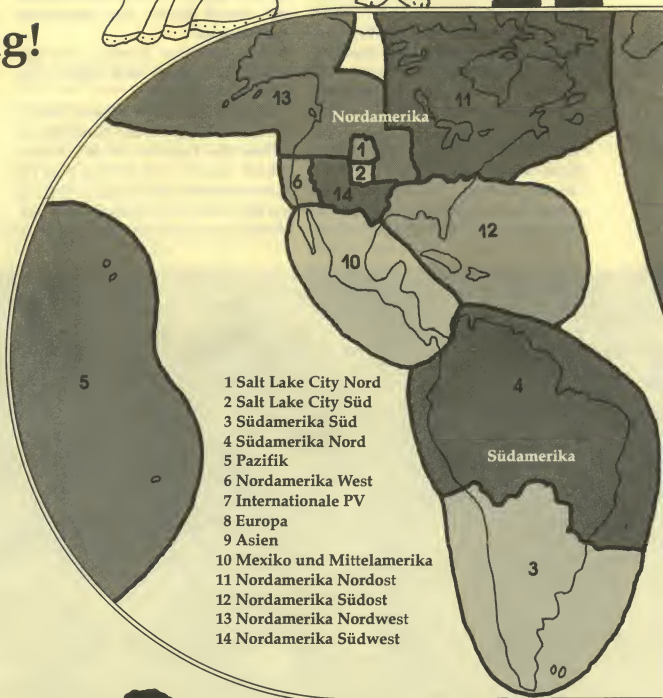 g!
13
Nordamerika
11
1
2
6
14
12
10
5
1 Salt Lake City Nord
2 Salt Lake City Süd
3 Südamerika Süd
4 Südamerika Nord
5 Pazifik
6 Nordamerika West
7 Internationale PV
8 Europa
9 Asien
10 Mexiko und Mittelamerika
11 Nordamerika Nordost
12 Nordamerika Südost
13 Nordamerika Nordwest
14 Nordamerika Südwest
4
Südamerika
3